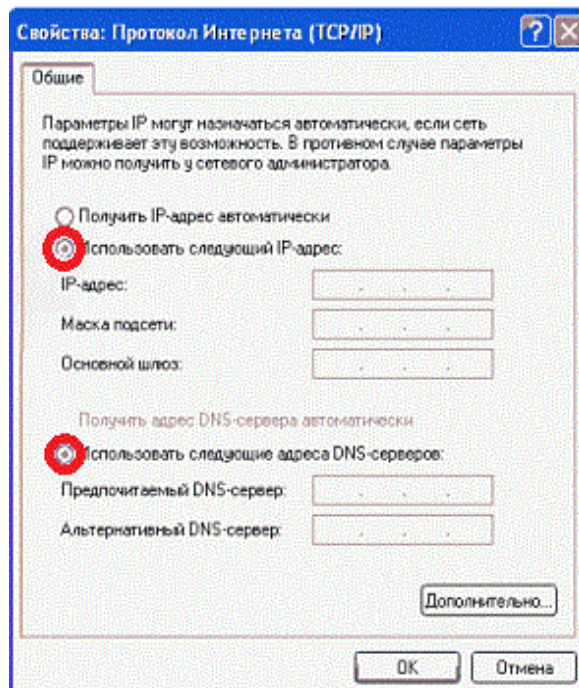 Свойства: Протокол Интернета (TCP/IP)
Общие
Параметры IP могут назначаться автоматически, если сеть
поддерживает эту возможность. В противном случае параметры
IP можно получить у сетевого администратора.
Получить IP-адрес автоматически
Использовать следующий IP-адрес:
IP-адрес:
Маска подсети:
Основной шлюз:
Получить адрес DNS-сервера автоматически
Использовать следующие адреса DNS-серверов:
Предпочитаемый DNS-сервер:
Альтернативный DNS-сервер:
Дополнительно...
OK Отмена